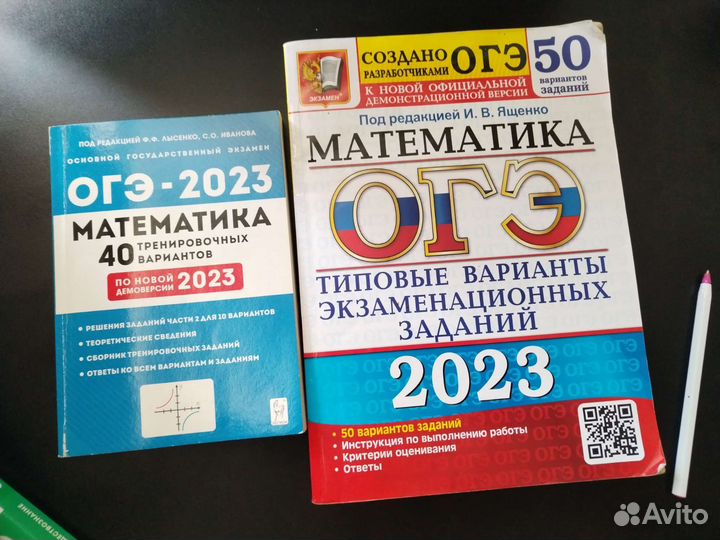 ПОД РЕДАКЦИЕЙ Ф.Ф. ЛЫСЕНКО, С.О. ИВАНОВА
ОСНОВНОЙ ГОСУДАРСТВЕННЫЙ ЭКЗАМЕН
ОГЭ-2023
МАТЕМАТИКА
40 ТРЕНИРОВОЧНЫХ
ВАРИАНТОВ
ПО НОВОЙ
ДЕМОВЕРСИИ 2023
• РЕШЕНИЯ ЗАДАНИЙ ЧАСТИ 2 ДЛЯ 10 ВАРИАНТОВ
• ТЕОРЕТИЧЕСКИЕ СВЕДЕНИЯ
• СБОРНИК ТРЕНИРОВОЧНЫХ ЗАДАНИЙ
• ОТВЕТЫ КО ВСЕМ ВАРИАНТАМ И ЗАДАНИЯМ
ЭКЗАМЕН
СОЗДАНО
РАЗРАБОТЧИКАМИ ОГЭ
К НОВОЙ ОФИЦИАЛЬНОЙ
ДЕМОНСТРАЦИОННОЙ ВЕРСИИ
50
вариантов
заданий
Под редакцией И. В. Ященко
МАТЕМАТИКА
ОГЭ
ТИПОВЫЕ ВАРИАНТЫ
ЭКЗАМЕНАЦИОННЫХ
ЗАДАНИЙ
2023
• 50 вариантов заданий
• Инструкция по выполнению работы
• Критерии оценивания
• Ответы
ОБЩЕСТВОЗНАНИЕ
Avito